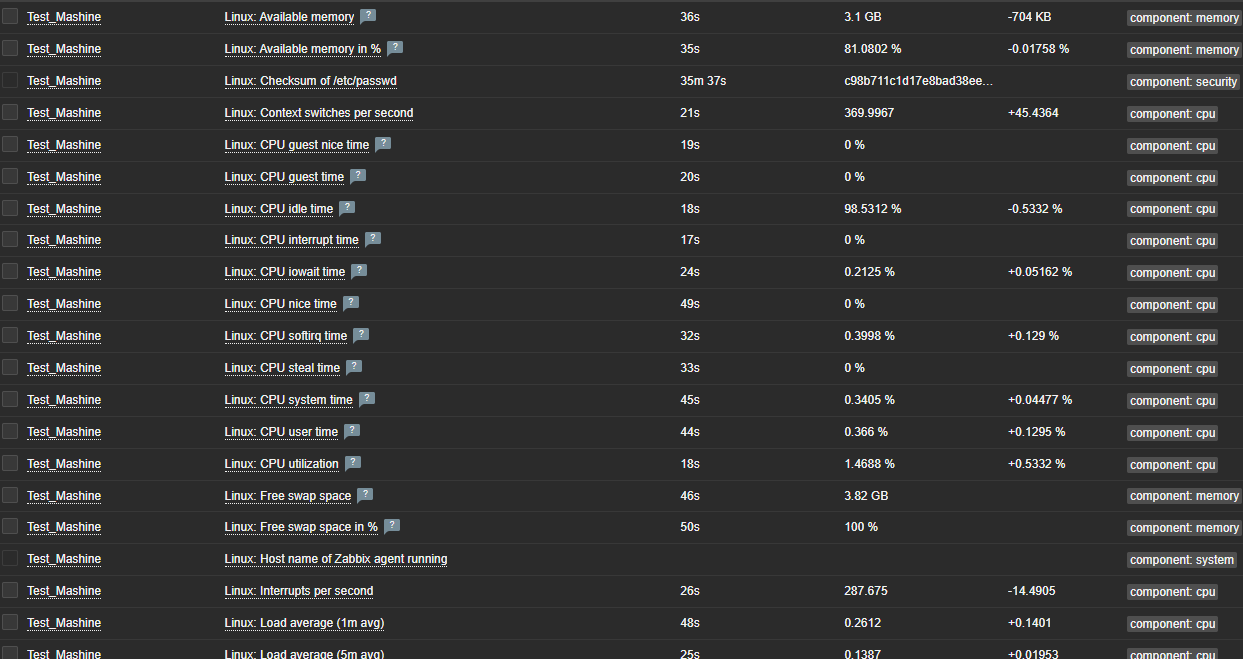 Test_Mashine Linux: Available memory ? 36s 3.1 GB -704 KB component: memory
Test_Mashine Linux: Available memory in % ? 35s 81.0802 % -0.01758 % component: memory
Test_Mashine Linux: Checksum of /etc/passwd 35m 37s c98b711c1d17e8bad38ee... component: security
Test_Mashine Linux: Context switches per second 21s 369.9967 +45.4364 component: cpu
Test_Mashine Linux: CPU guest nice time ? 19s 0 % component: cpu
Test_Mashine Linux: CPU guest time ? 20s 0 % component: cpu
Test_Mashine Linux: CPU idle time ? 18s 98.5312 % -0.5332 % component: cpu
Test_Mashine Linux: CPU interrupt time ? 17s 0 % component: cpu
Test_Mashine Linux: CPU iowait time ? 24s 0.2125 % +0.05162 % component: cpu
Test_Mashine Linux: CPU nice time ? 49s 0 % component: cpu
Test_Mashine Linux: CPU softirq time ? 32s 0.3998 % +0.129 % component: cpu
Test_Mashine Linux: CPU steal time ? 33s 0 % component: cpu
Test_Mashine Linux: CPU system time ? 45s 0.3405 % +0.04477 % component: cpu
Test_Mashine Linux: CPU user time ? 44s 0.366 % +0.1295 % component: cpu
Test_Mashine Linux: CPU utilization ? 18s 1.4688 % +0.5332 % component: cpu
Test_Mashine Linux: Free swap space ? 46s 3.82 GB component: memory
Test_Mashine Linux: Free swap space in % ? 50s 100 % component: memory
Test_Mashine Linux: Host name of Zabbix agent running component: system
Test_Mashine Linux: Interrupts per second 26s 287.675 -14.4905 component: cpu
Test_Mashine Linux: Load average (1m avg) 48s 0.2612 +0.1401 component: cpu
Test_Mashine Linux: Load average (5m avg) 25s 0.1387 +0.01953 component: cpu